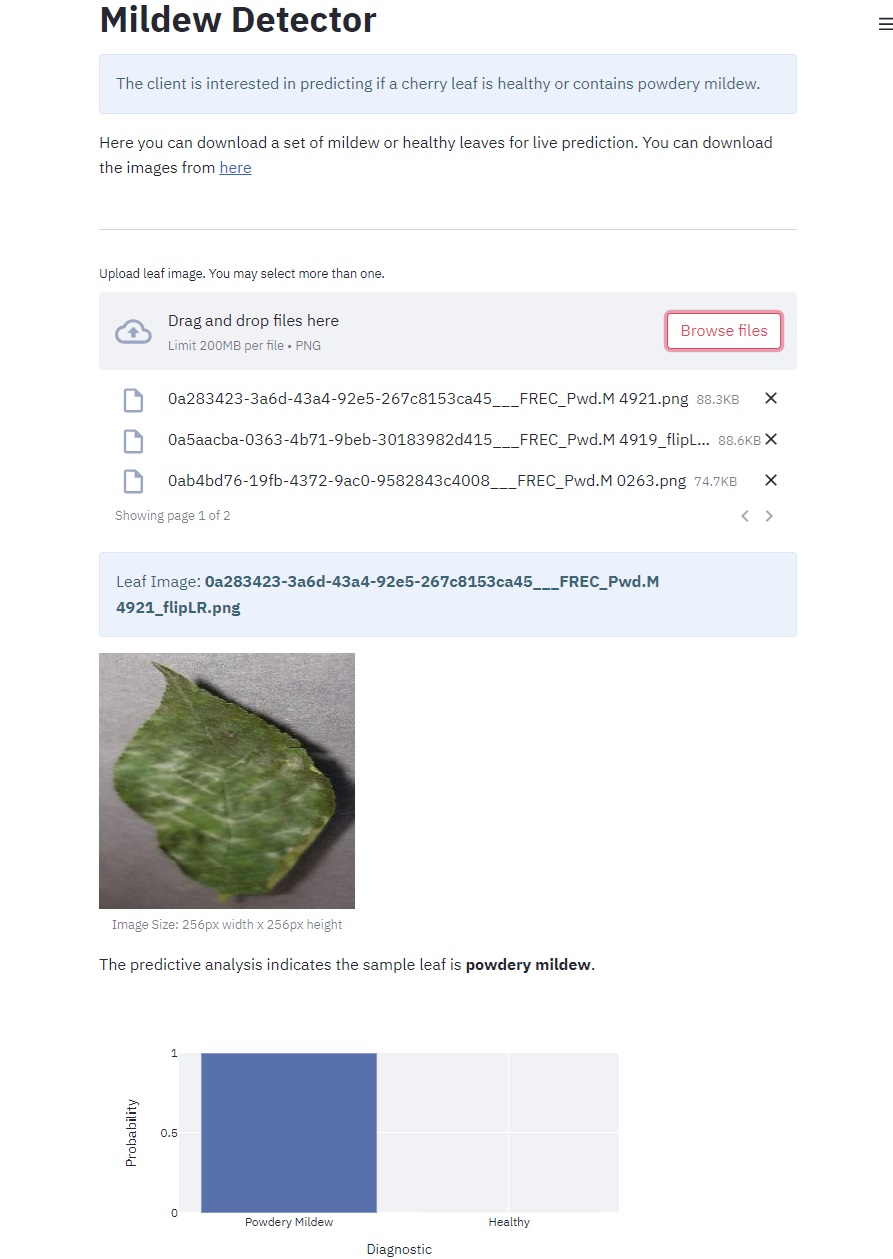 Mildew Detector
The client is interested in predicting if a cherry leaf is healthy or contains powdery mildew.
Here you can download a set of mildew or healthy leaves for live prediction. You can download
the images from here
Upload leaf image. You may select more than one.
Drag and drop files here
Limit 200MB per file • PNG
Browse files
0a283423-3a6d-43a4-92e5-267c8153ca45___FREC_Pwd.M 4921.png 88.3KB
0a5aacba-0363-4b71-9beb-30183982d415___FREC_Pwd.M 4919_flipL... 88.6KB
0ab4bd76-19fb-4372-9ac0-9582843c4008___FREC_Pwd.M 0263.png 74.7KB
Showing page 1 of 2
Leaf Image: 0a283423-3a6d-43a4-92e5-267c8153ca45___FREC_Pwd.M
4921_flipLR.png
Image Size: 256px width x 256px height
The predictive analysis indicates the sample leaf is powdery mildew.
1
0.5
0
Probability
Powdery Mildew Healthy
Diagnostic